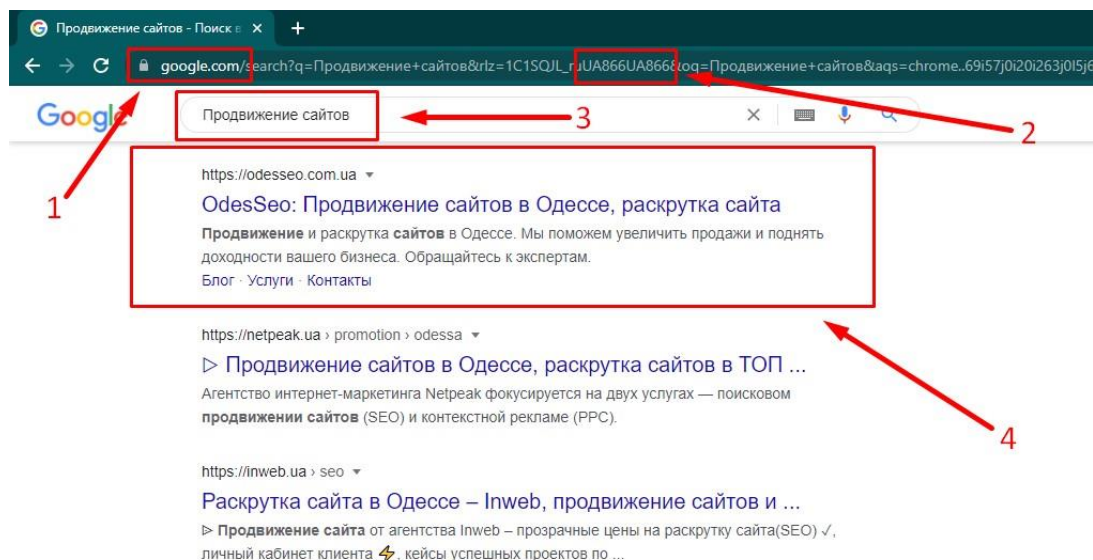 Продвижение сайтов - Поиск в
google.com/search?q=Продвижение+сайтов&rlz=1C1SQJL_ruUA866UA866&oq=Продвижение+сайтов&aqs=chrome..69i57j0i20i263j0l5j6
Google
Продвижение сайтов
3
2
1
https://odesseo.com.ua
OdesSeo: Продвижение сайтов в Одессе, раскрутка сайта
Продвижение и раскрутка сайтов в Одессе. Мы поможем увеличить продажи и поднять
доходности вашего бизнеса. Обращайтесь к экспертам.
Блог · Услуги · Контакты
4
https://netpeak.ua › promotion › odessa
▷ Продвижение сайтов в Одессе, раскрутка сайтов в ТОП ...
Агентство интернет-маркетинга Netpeak фокусируется на двух услугах — поисковом
продвижении сайтов (SEO) и контекстной рекламе (PPC).
https://inweb.ua › seo
Раскрутка сайта в Одессе – Inweb, продвижение сайтов и ...
▷ Продвижение сайта от агентства Inweb – прозрачные цены на раскрутку сайта(SEO) ✓,
личный кабинет клиента ⚡, кейсы успешных проектов по ...